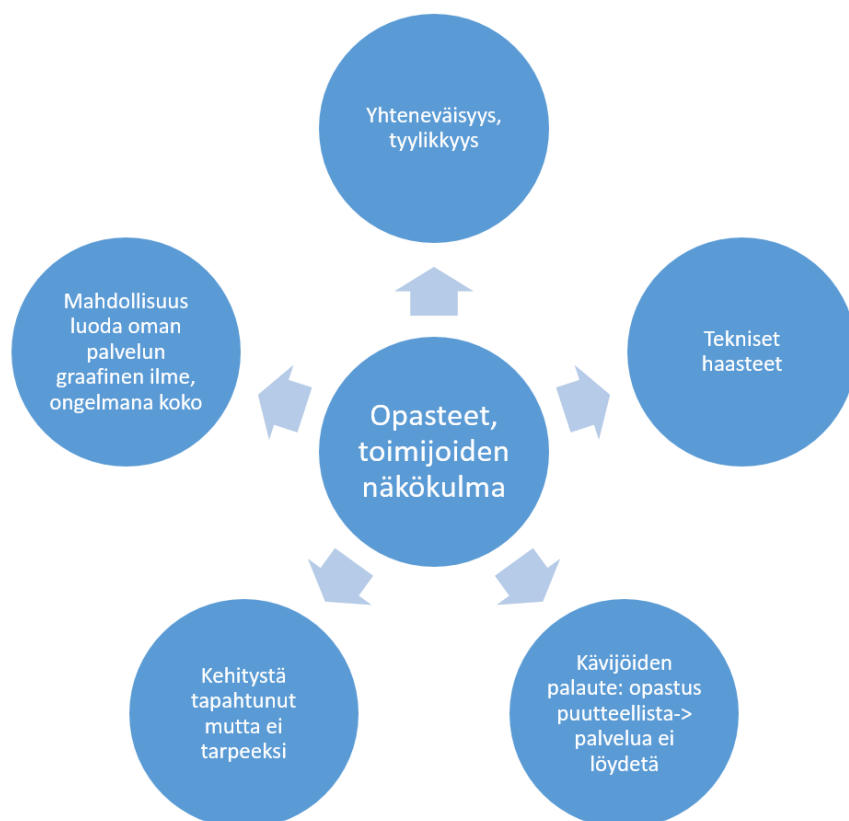 Yhteneväisyys,
tyylikkyys
Mahdollisuus
luoda oman
palvelun
graafinen ilme,
ongelmana koko
Tekniset
haasteet
Opasteet,
toimijoiden
näkökulma
Kehitystä
tapahtunut
mutta ei
tarpeeksi
Kävijöiden
palaute: opastus
puutteellista->
palvelua ei
löydetä